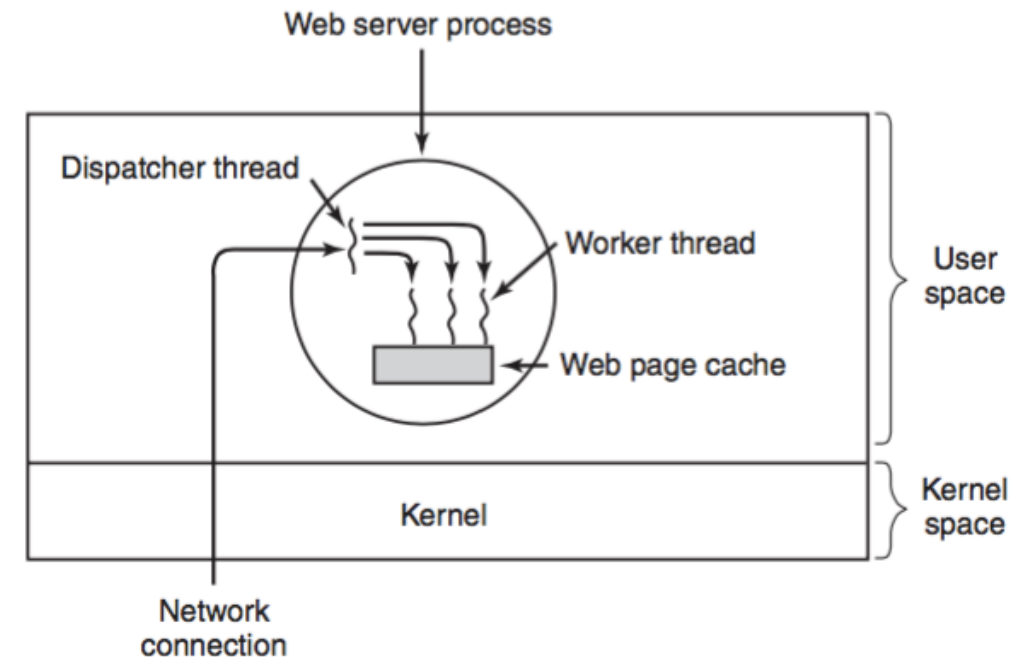 Web server process
Dispatcher thread
Worker thread
User
space
Web page cache
Kernel
Kernel
space
Network
connection